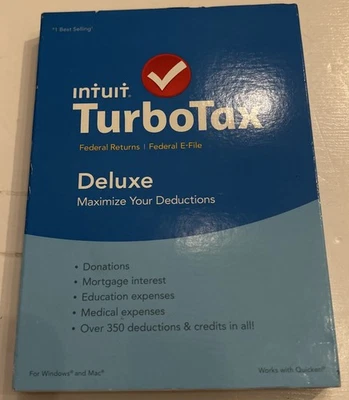 #1 Best Selling
intuit.
TurboTax
Federal Returns | Federal E-File
Deluxe
Maximize Your Deductions
• Donations
• Mortgage interest
• Education expenses
• Medical expenses
• Over 350 deductions & credits in all!
For Windows® and Mac®
Works with Quicken®